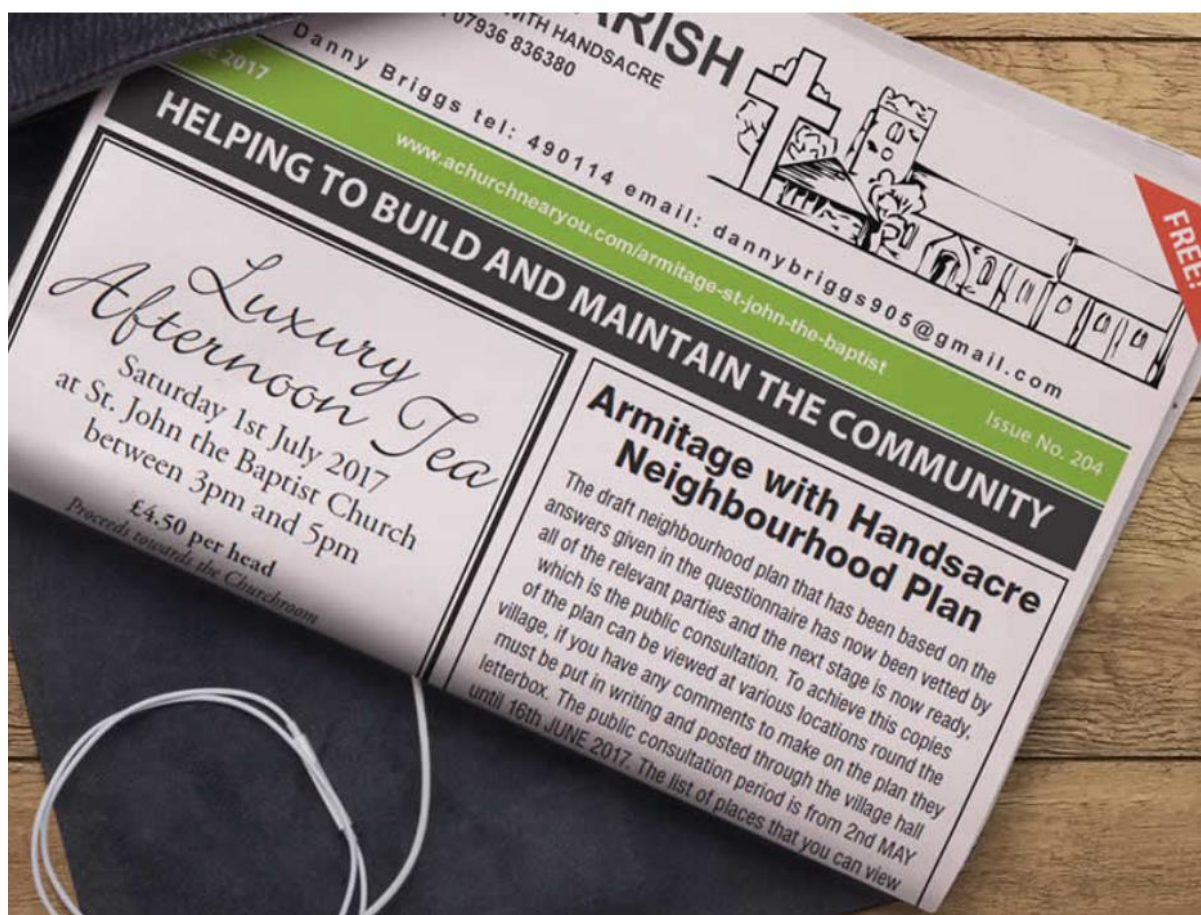 ARISH
WITH HANDSACRE
07936 836380
Danny Briggs tel: 490114 email: dannybriggs905@gmail.com
2017
www.achurchnearyou.com/armitage-st-john-the-baptist
Issue No. 204
FREE!
HELPING TO BUILD AND MAINTAIN THE COMMUNITY
Luxury
Afternoon Tea
Saturday 1st July 2017
at St. John the Baptist Church
between 3pm and 5pm
£4.50 per head
Proceeds towards the Churchroom
Armitage with Handsacre
Neighbourhood Plan
The draft neighbourhood plan that has been based on the
answers given in the questionnaire has now been vetted by
all of the relevant parties and the next stage is now ready,
which is the public consultation. To achieve this copies
of the plan can be viewed at various locations round the
village, if you have any comments to make on the plan they
must be put in writing and posted through the village hall
letterbox. The public consultation period is from 2nd MAY
until 16th JUNE 2017. The list of places that you can view